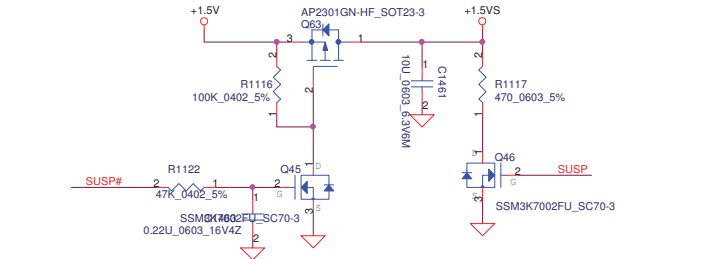 +1.5V
AP2301GN-HF_SOT23-3
Q63
+1.5VS
3
1
2
R1116
100K_0402_5%
2
1
1
2
C1461
10U_0603_6.3V6M
2
1
R1117
470_0603_5%
SUSP#
2
R1122
1
47K_0402_5%
2
G
Q45
1
D
3
S
1
2
0.22U_0603_16V4Z
1
D
3
S
Q46
2
G
SUSP
SSM3K7002FU_SC70-3